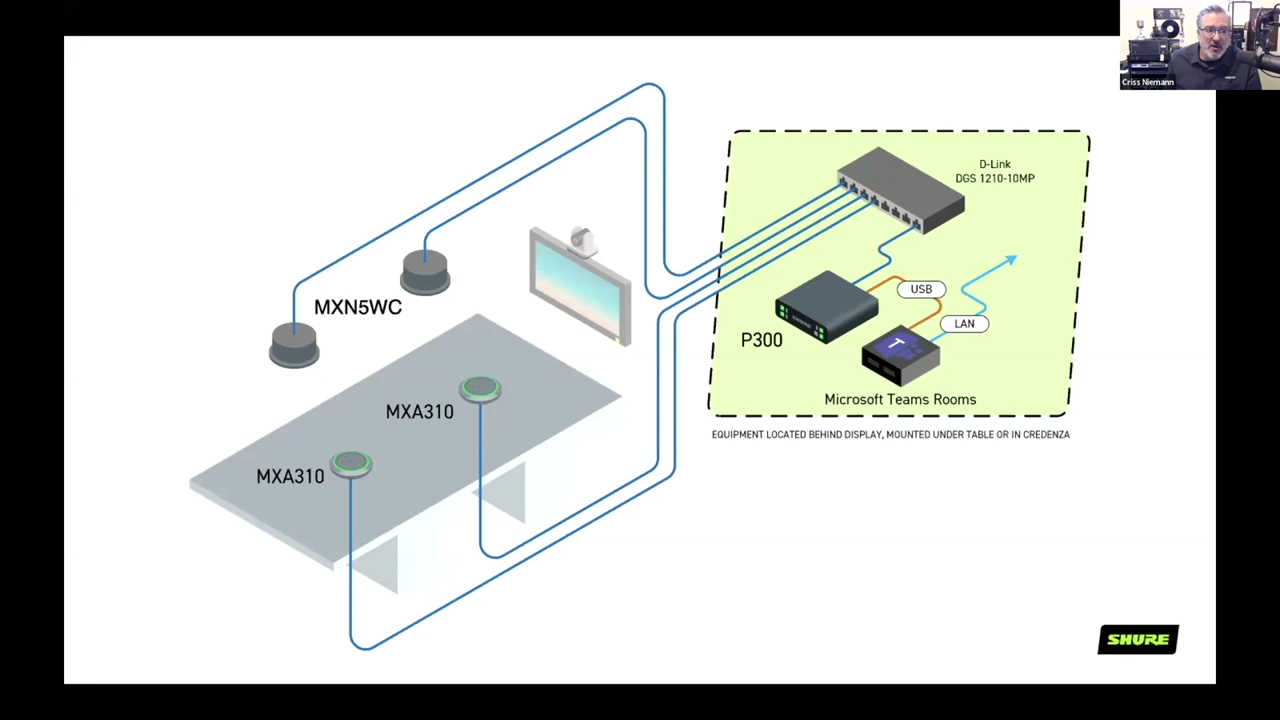 Criss Niemann
D-Link
DGS 1210-10MP
MXN5WC
USB
LAN
P300
T
Microsoft Teams Rooms
MXA310
MXA310
EQUIPMENT LOCATED BEHIND DISPLAY, MOUNTED UNDER TABLE OR IN CREDENZA
SHURE